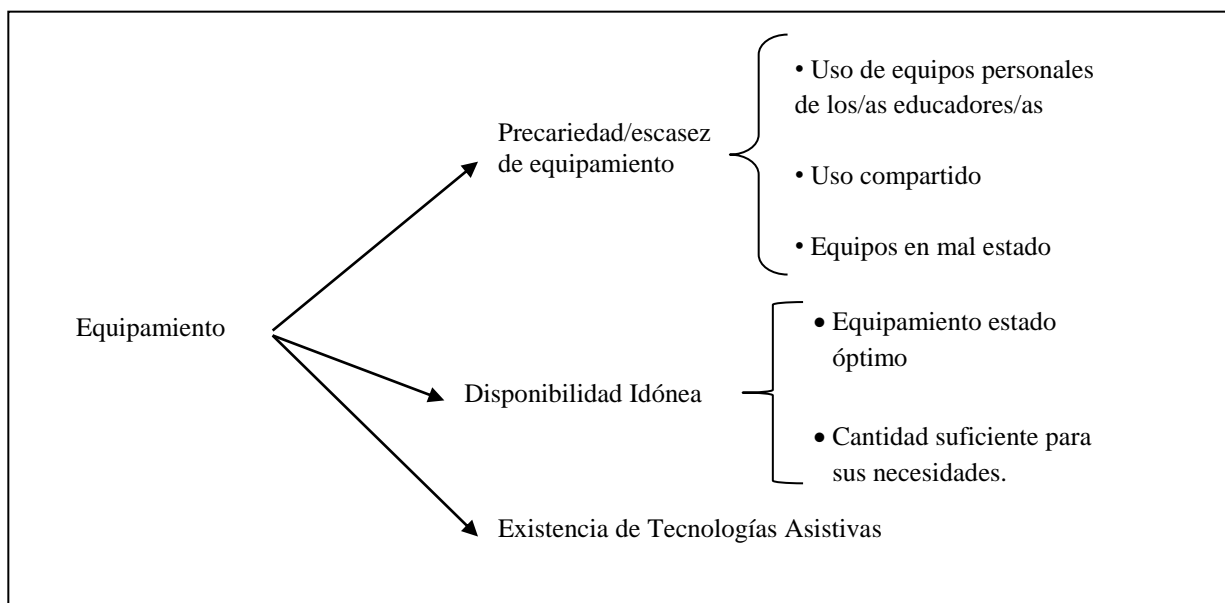 Equipamiento
Precariedad/escasez
de equipamiento
• Uso de equipos personales
de los/as educadores/as
• Uso compartido
• Equipos en mal estado
Disponibilidad Idónea
• Equipamiento estado
óptimo
• Cantidad suficiente para
sus necesidades.
Existencia de Tecnologías Asistivas